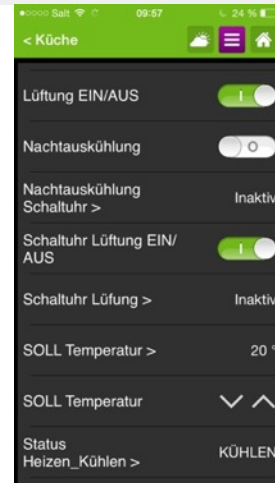 Salt 09:57 24 %
< Küche
Lüftung EIN/AUS
Nachtauskühlung
Nachtauskühlung
Schaltuhr > Inaktiv
Schaltuhr Lüftung EIN/
AUS
Schaltuhr Lüfung > Inaktiv
SOLL Temperatur > 20 °
SOLL Temperatur
Status
Heizen_Kühlen > KÜHLEN